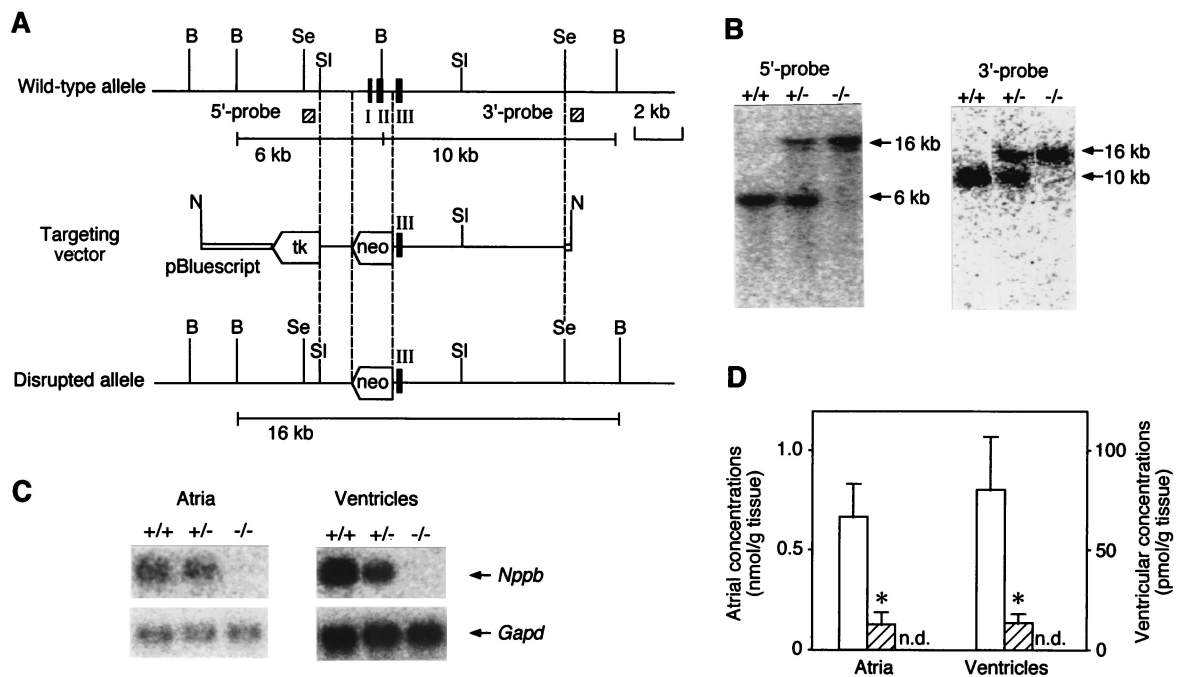 A
B B Se B Se B
SI SI
Wild-type allele
5'-probe I II III 3'-probe 2 kb
6 kb 10 kb
N III SI N
Targeting
vector
tk neo
pBluescript
B B Se Se B
SI III SI
Disrupted allele
neo
16 kb
B
5'-probe
+/+ +/- -/-
16 kb
6 kb
3'-probe
+/+ +/- -/-
16 kb
10 kb
C
Atria Ventricles
+/+ +/- -/- +/+ +/- -/-
Nppb
Gapd
D
Atrial concentrations
(nmol/g tissue)
1.0
0.5
0
* n.d. * n.d.
Atria Ventricles
100
50
0
Ventricular concentrations
(pmol/g tissue)